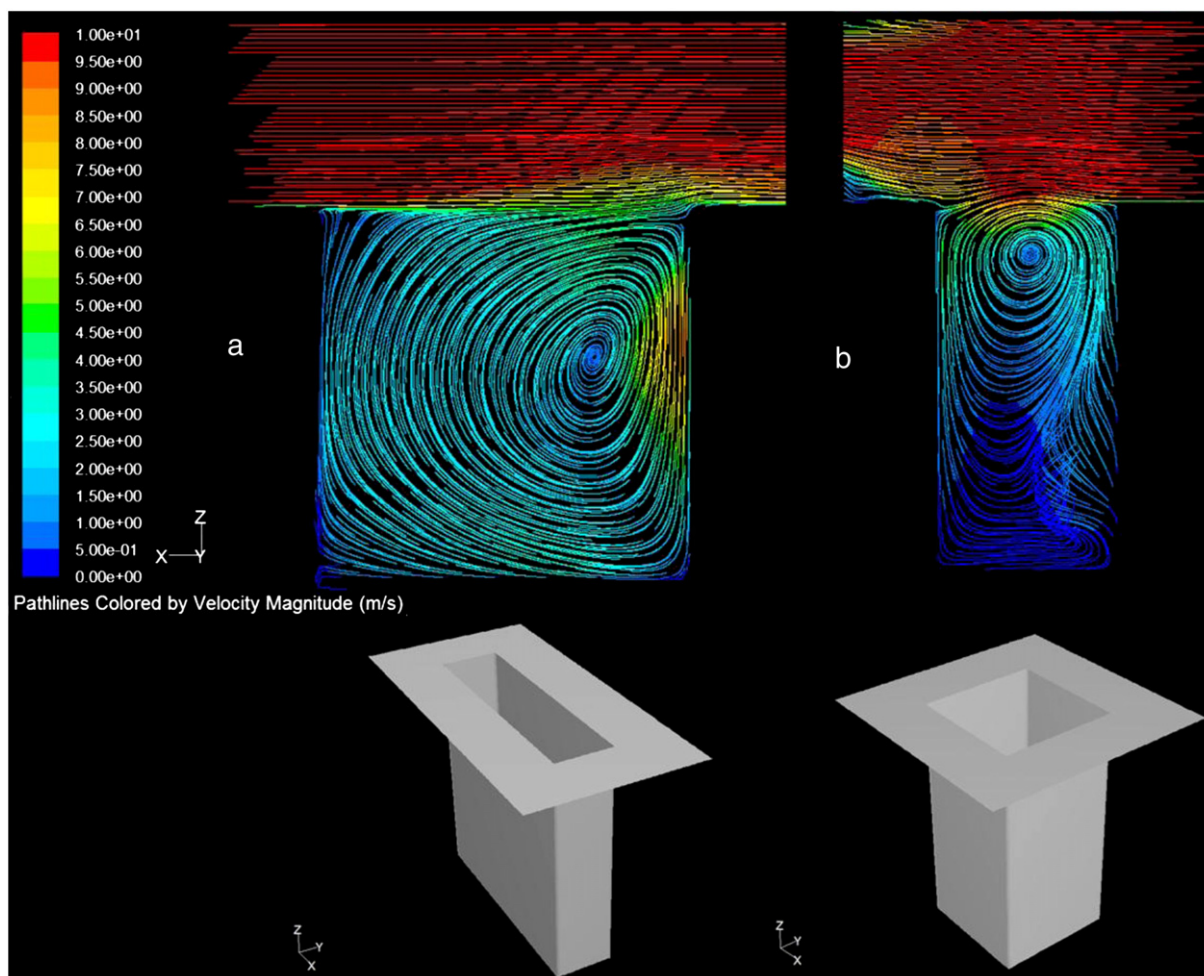 1.00e+01
9.50e+00
9.00e+00
8.50e+00
8.00e+00
7.50e+00
7.00e+00
6.50e+00
6.00e+00
5.50e+00
5.00e+00
4.50e+00
4.00e+00
3.50e+00
3.00e+00
2.50e+00
2.00e+00
1.50e+00
1.00e+00
5.00e-01
0.00e+00
a
b
Z
X Y
Pathlines Colored by Velocity Magnitude (m/s)
Z
Y
X
Z
Y
X